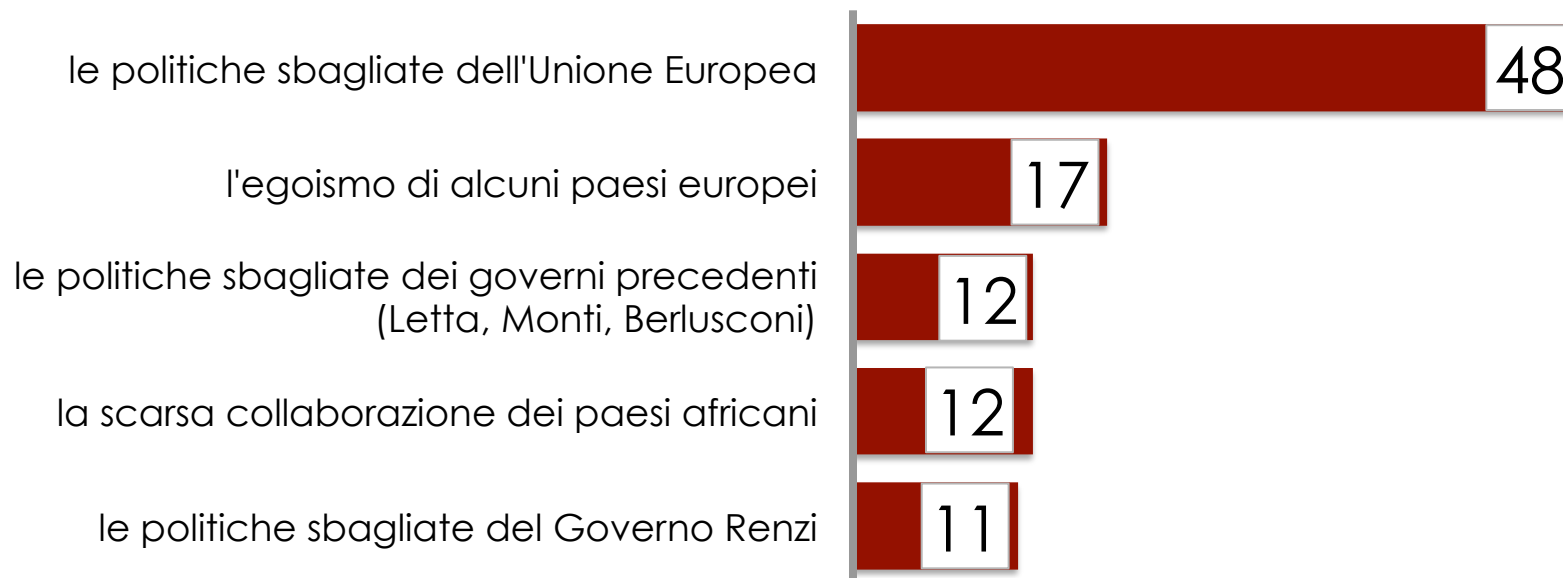 le politiche sbagliate dell'Unione Europea
48
l'egoismo di alcuni paesi europei
17
le politiche sbagliate dei governi precedenti
(Letta, Monti, Berlusconi)
12
la scarsa collaborazione dei paesi africani
12
le politiche sbagliate del Governo Renzi
11